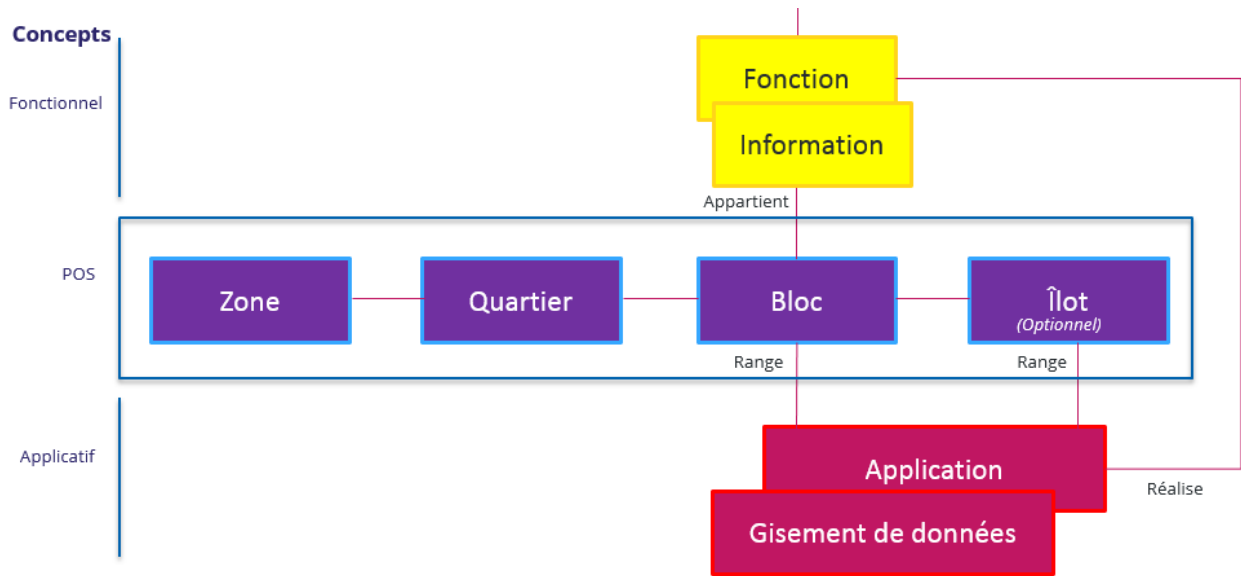 Concepts
Fonctionnel
Fonction
Information
Appartient
POS
Zone
Quartier
Bloc
Îlot
(Optionnel)
Range
Range
Applicatif
Application
Réalise
Gisement de données